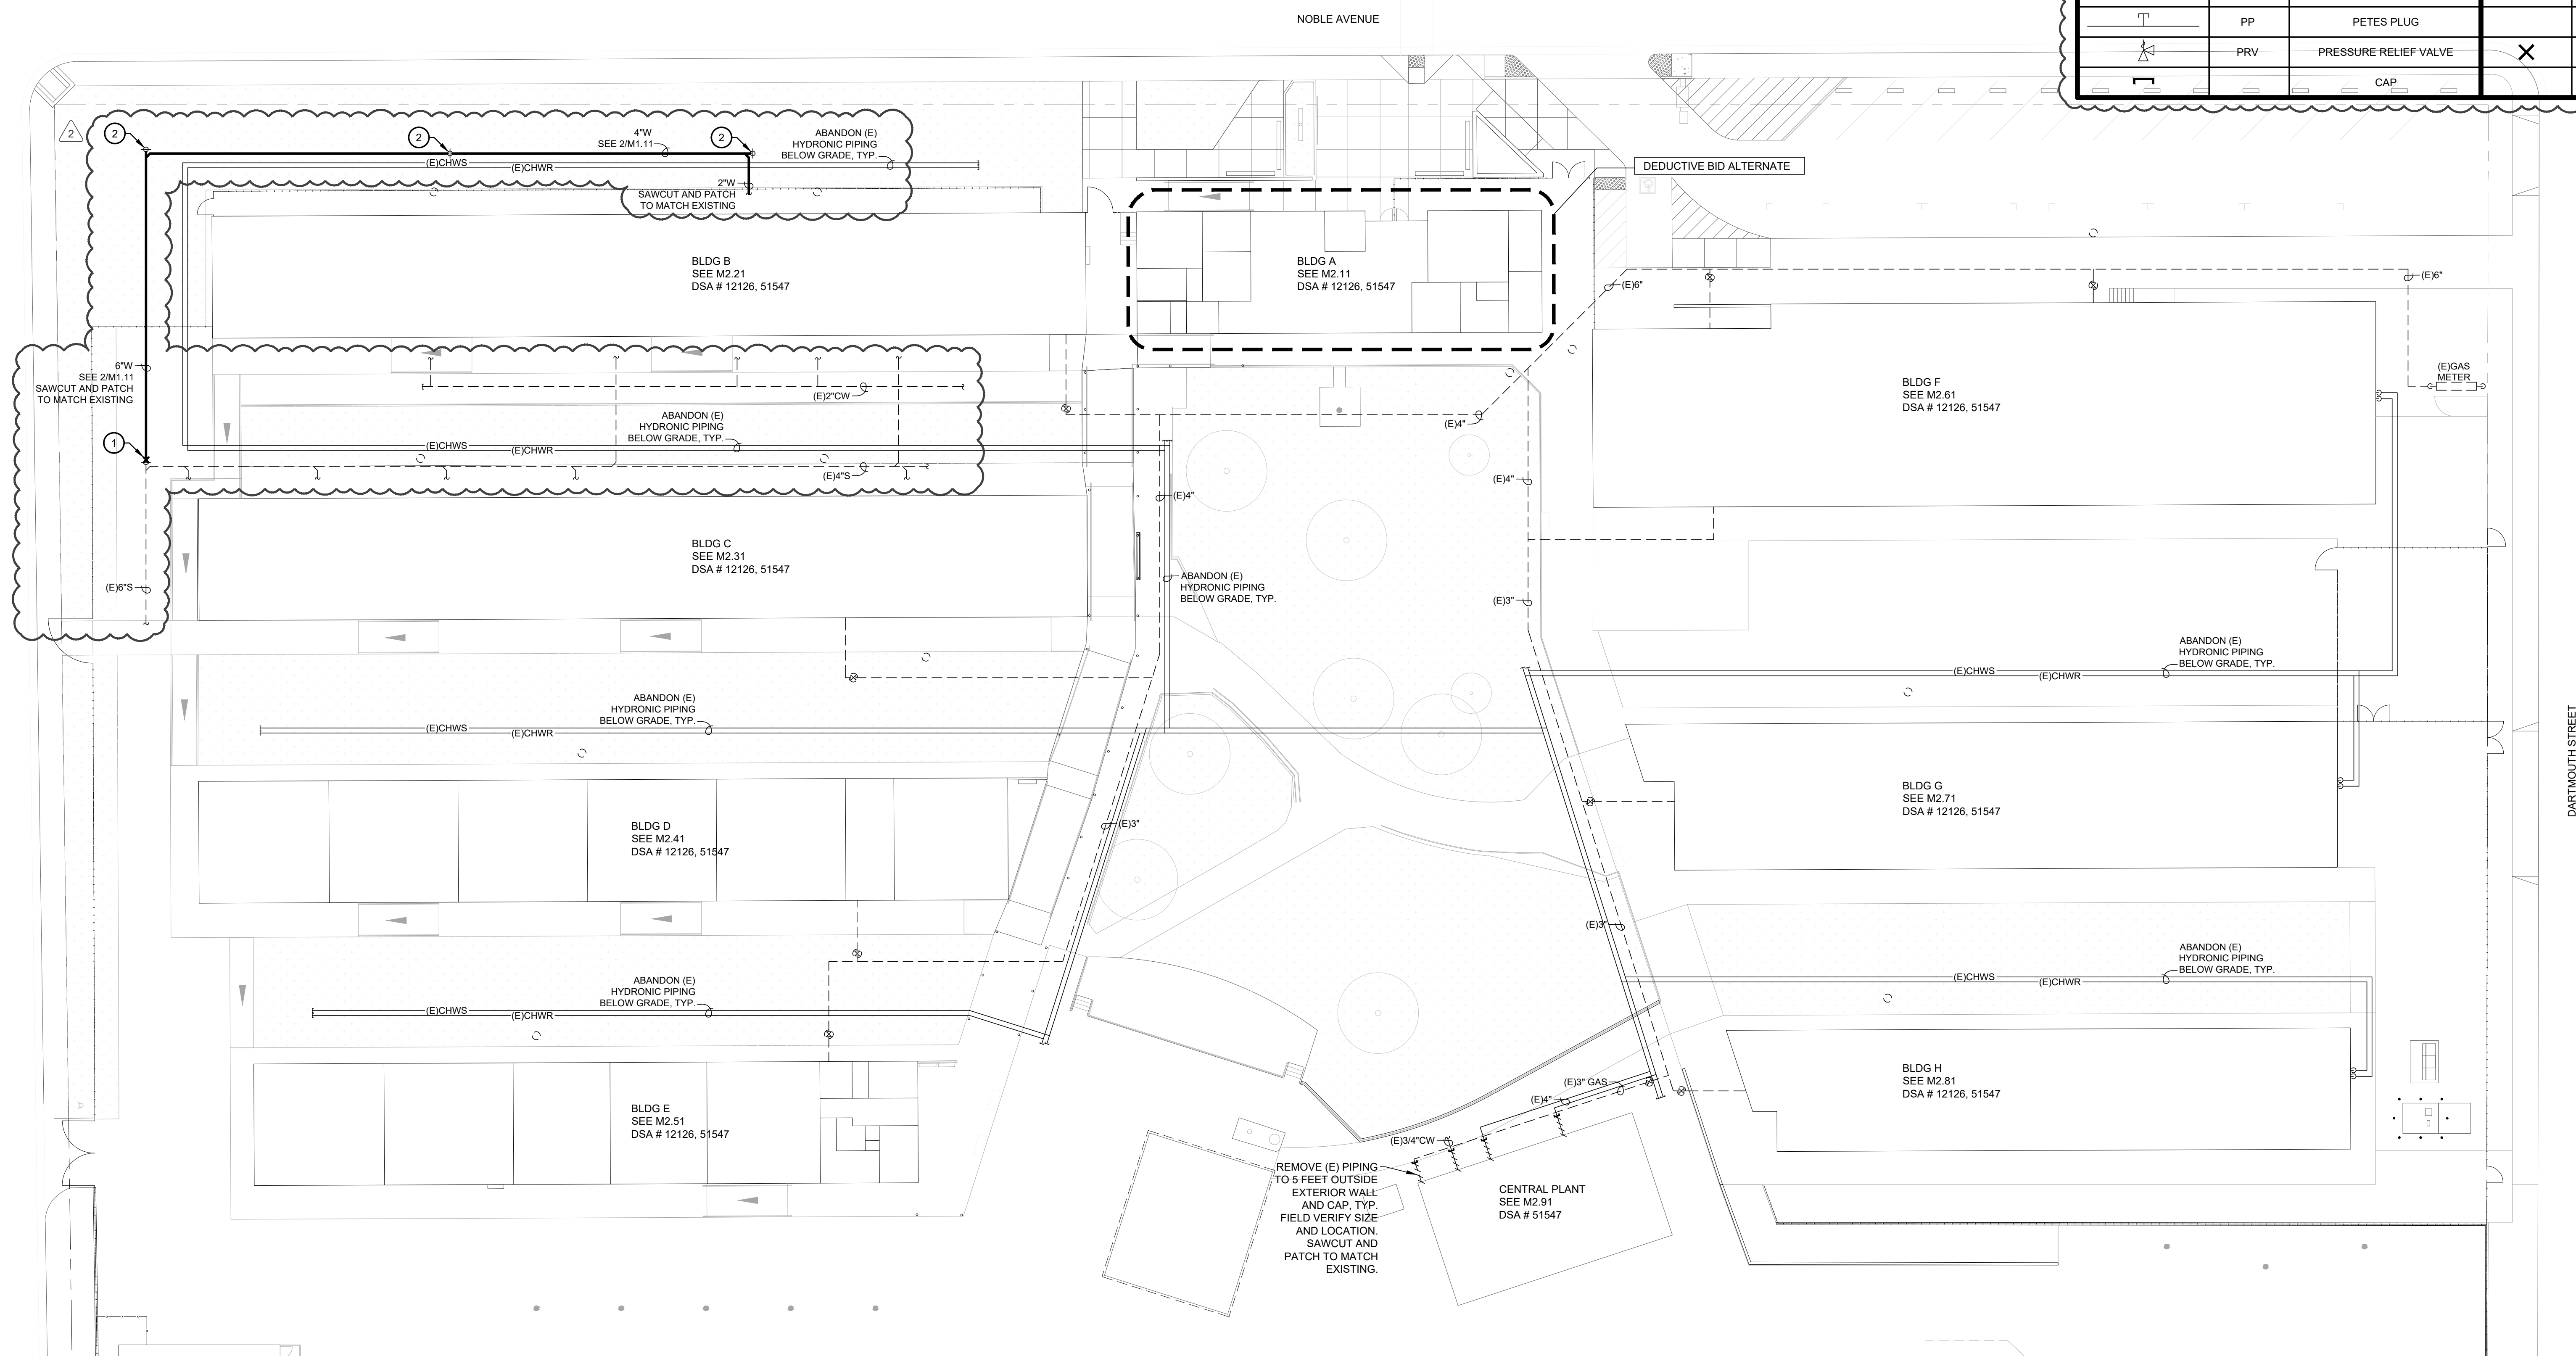 NOBLE AVENUE
PP
PETES PLUG
PRV
PRESSURE RELIEF VALVE
CAP
2
2
2
2
4"W
SEE 2/M1.11
ABANDON (E)
HYDRONIC PIPING
BELOW GRADE, TYP.
(E)CHWS
(E)CHWR
2"W
SAWCUT AND PATCH
TO MATCH EXISTING
DEDUCTIVE BID ALTERNATE
BLDG B
SEE M2.21
DSA # 12126, 51547
BLDG A
SEE M2.11
DSA # 12126, 51547
(E)6"
(E)6"
6"W
SEE 2/M1.11
SAWCUT AND PATCH
TO MATCH EXISTING
(E)2"CW
(E)GAS
METER
BLDG F
SEE M2.61
DSA # 12126, 51547
ABANDON (E)
HYDRONIC PIPING
BELOW GRADE, TYP.
(E)CHWS
(E)CHWR
(E)4"
1
(E)4"S
(E)4"
(E)4"
BLDG C
SEE M2.31
DSA # 12126, 51547
(E)6"S
ABANDON (E)
HYDRONIC PIPING
BELOW GRADE, TYP.
(E)3"
ABANDON (E)
HYDRONIC PIPING
BELOW GRADE, TYP.
(E)CHWS
(E)CHWR
ABANDON (E)
HYDRONIC PIPING
BELOW GRADE, TYP.
(E)CHWS
(E)CHWR
DARTMOUTH STREET
BLDG D
SEE M2.41
DSA # 12126, 51547
(E)3"
BLDG G
SEE M2.71
DSA # 12126, 51547
(E)3"
ABANDON (E)
HYDRONIC PIPING
BELOW GRADE, TYP.
(E)CHWS
(E)CHWR
ABANDON (E)
HYDRONIC PIPING
BELOW GRADE, TYP.
(E)CHWS
(E)CHWR
BLDG E
SEE M2.51
DSA # 12126, 51547
(E)3" GAS
(E)4"
(E)3/4"CW
BLDG H
SEE M2.81
DSA # 12126, 51547
REMOVE (E) PIPING
TO 5 FEET OUTSIDE
EXTERIOR WALL
AND CAP, TYP.
FIELD VERIFY SIZE
AND LOCATION.
SAWCUT AND
PATCH TO MATCH
EXISTING.
CENTRAL PLANT
SEE M2.91
DSA # 51547